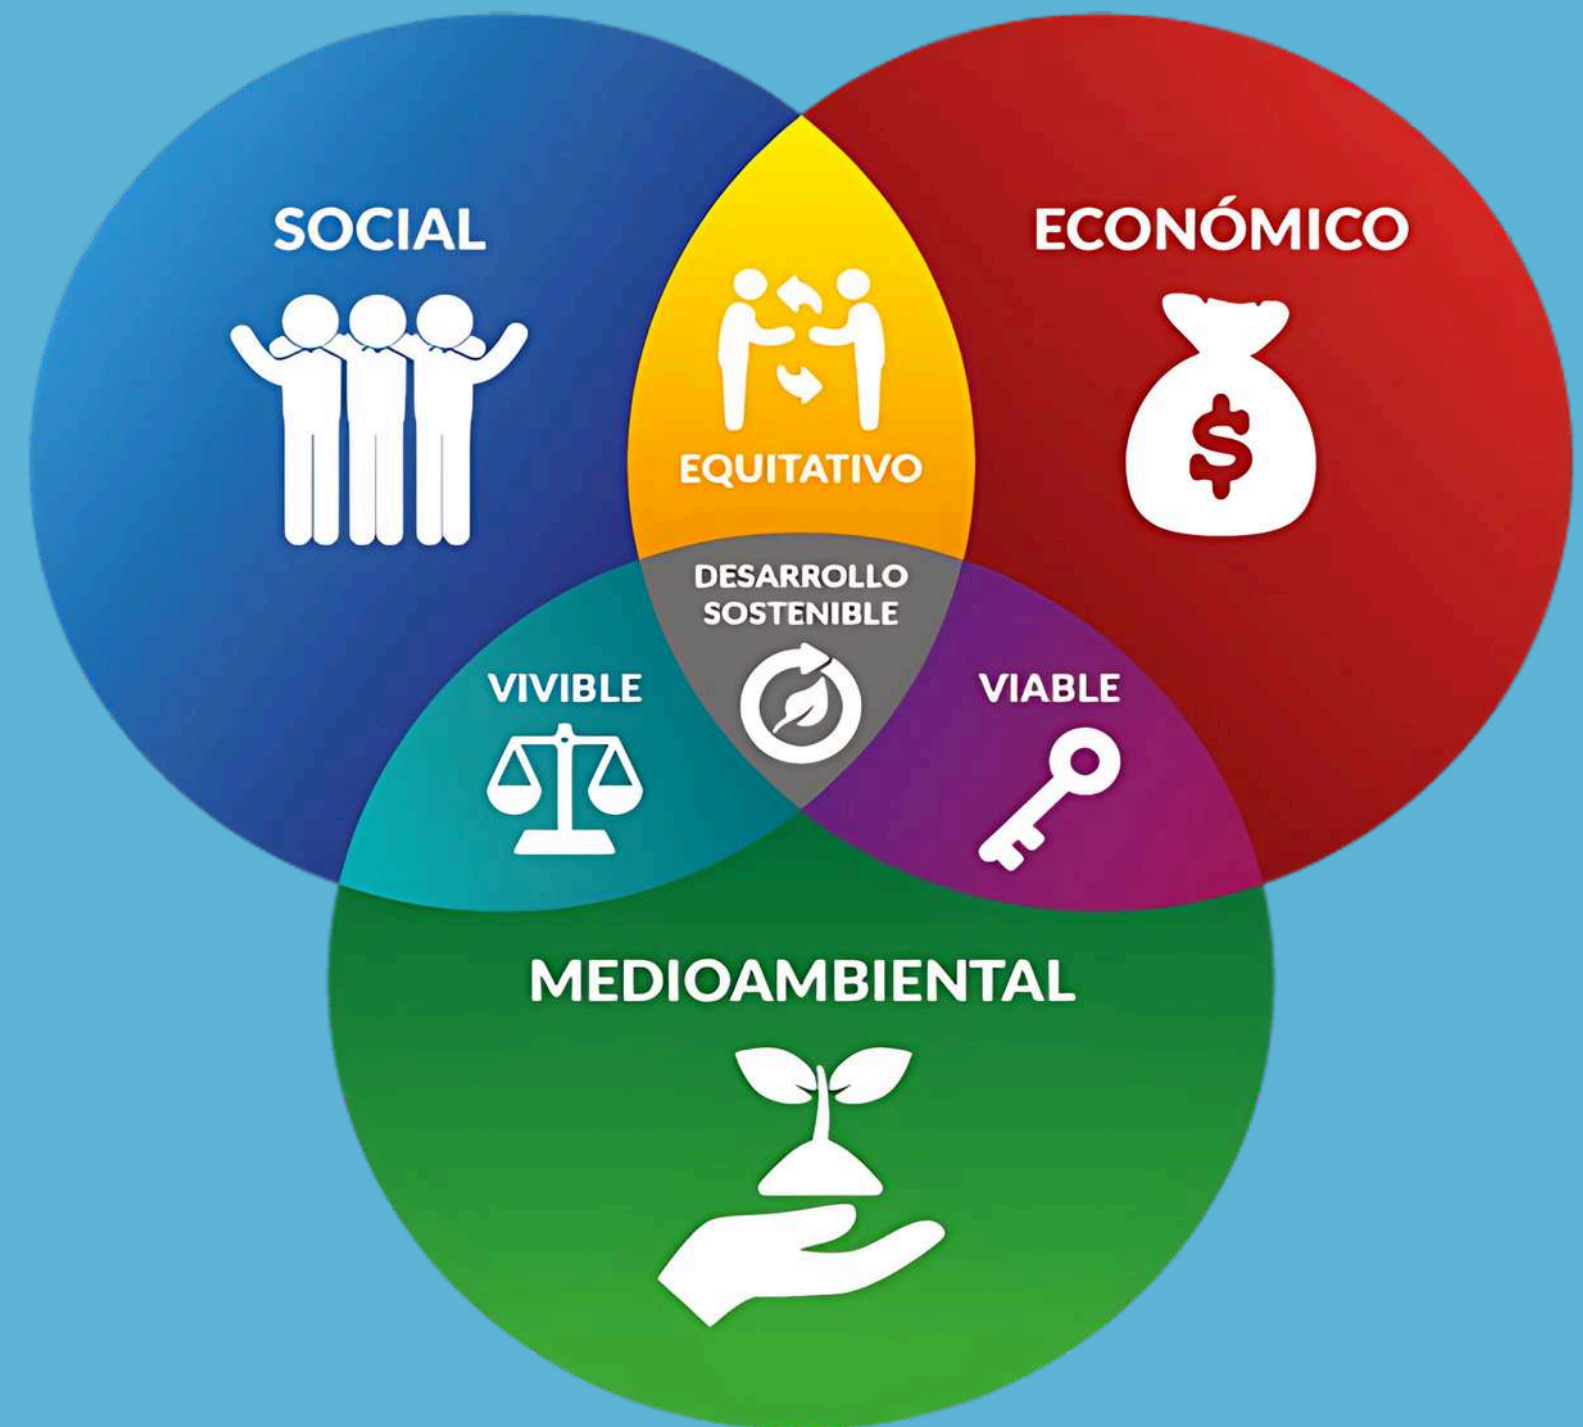 SOCIAL
ECONÓMICO
$
EQUITATIVO
DESARROLLO
SOSTENIBLE
VIVIBLE
VIABLE
MEDIOAMBIENTAL